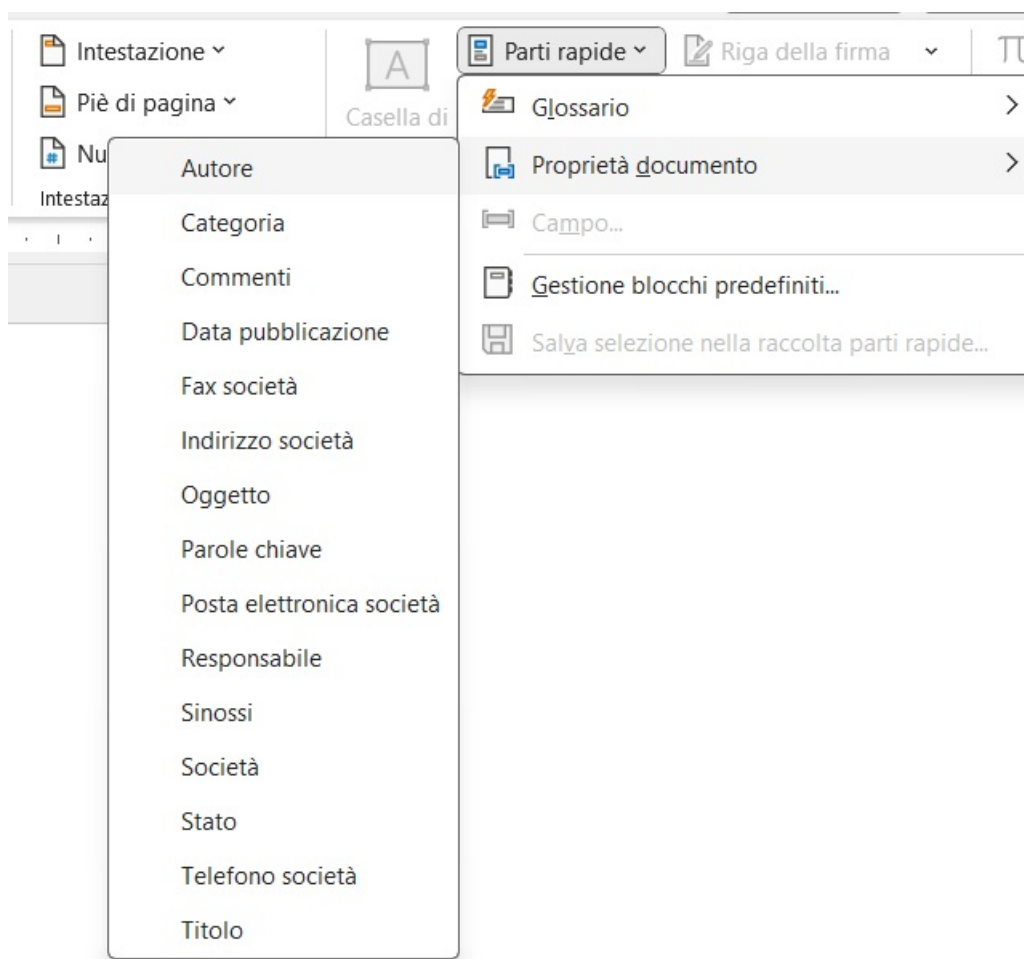 Intestazione
Piè di pagina
Nu
Intestaz
A
Casella di
Parti rapide
Riga della firma
Glossario
Proprietà documento
Campo...
Gestione blocchi predefiniti...
Salva selezione nella raccolta parti rapide...
Autore
Categoria
Commenti
Data pubblicazione
Fax società
Indirizzo società
Oggetto
Parole chiave
Posta elettronica società
Responsabile
Sinossi
Società
Stato
Telefono società
Titolo